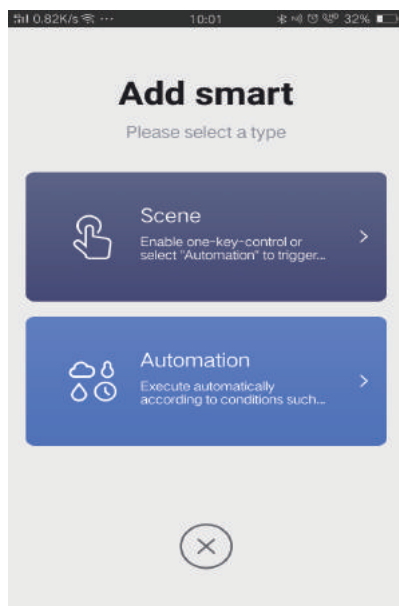 0.82K/s ··· 10:01 32%
Add smart
Please select a type
Scene
Enable one-key-control or
select "Automation" to trigger...
Automation
Execute automatically
according to conditions such...